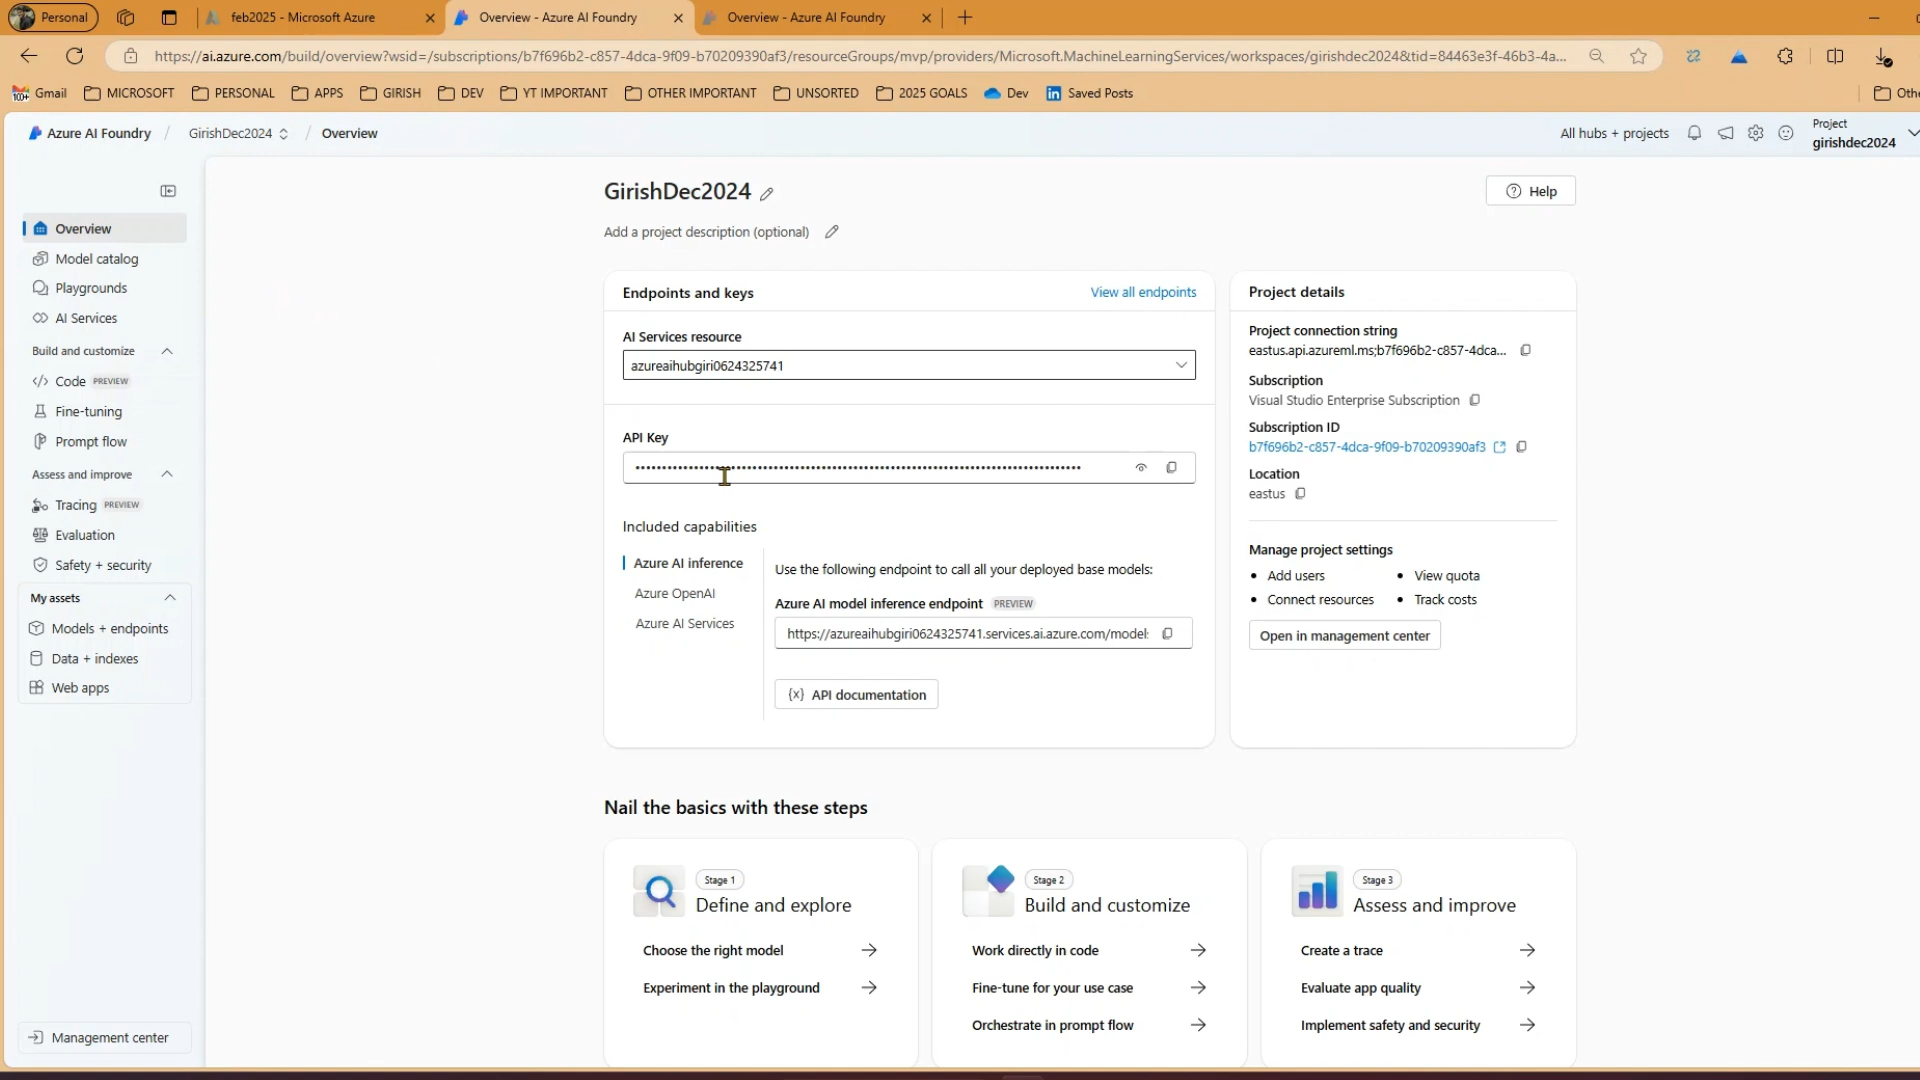 Personal
feb2025 - Microsoft Azure
Overview - Azure AI Foundry
Overview - Azure AI Foundry
https://ai.azure.com/build/overview?wsid=/subscriptions/b7f696b2-c857-4dca-9f09-b70209390af3/resourceGroups/mvp/providers/Microsoft.MachineLearningServices/workspaces/girishdec2024&tid=84463e3f-46b3-4a...
100+ Gmail
MICROSOFT
PERSONAL
APPS
GIRISH
DEV
YT IMPORTANT
OTHER IMPORTANT
UNSORTED
2025 GOALS
Dev
Saved Posts
Othe
Azure AI Foundry / GirishDec2024 / Overview
All hubs + projects
Project
girishdec2024
Overview
Model catalog
Playgrounds
AI Services
Build and customize
Code PREVIEW
Fine-tuning
Prompt flow
Assess and improve
Tracing PREVIEW
Evaluation
Safety + security
My assets
Models + endpoints
Data + indexes
Web apps
Management center
GirishDec2024
Help
Add a project description (optional)
Endpoints and keys
View all endpoints
AI Services resource
azureaihubgiri0624325741
API Key
Included capabilities
Azure AI inference
Azure OpenAI
Azure AI Services
Use the following endpoint to call all your deployed base models:
Azure AI model inference endpoint PREVIEW
https://azureaihubgiri0624325741.services.ai.azure.com/models
{x} API documentation
Project details
Project connection string
eastus.api.azureml.ms;b7f696b2-c857-4dca...
Subscription
Visual Studio Enterprise Subscription
Subscription ID
b7f696b2-c857-4dca-9f09-b70209390af3
Location
eastus
Manage project settings
• Add users
• View quota
• Connect resources
• Track costs
Open in management center
Nail the basics with these steps
Stage 1
Define and explore
Choose the right model
Experiment in the playground
Stage 2
Build and customize
Work directly in code
Fine-tune for your use case
Orchestrate in prompt flow
Stage 3
Assess and improve
Create a trace
Evaluate app quality
Implement safety and security